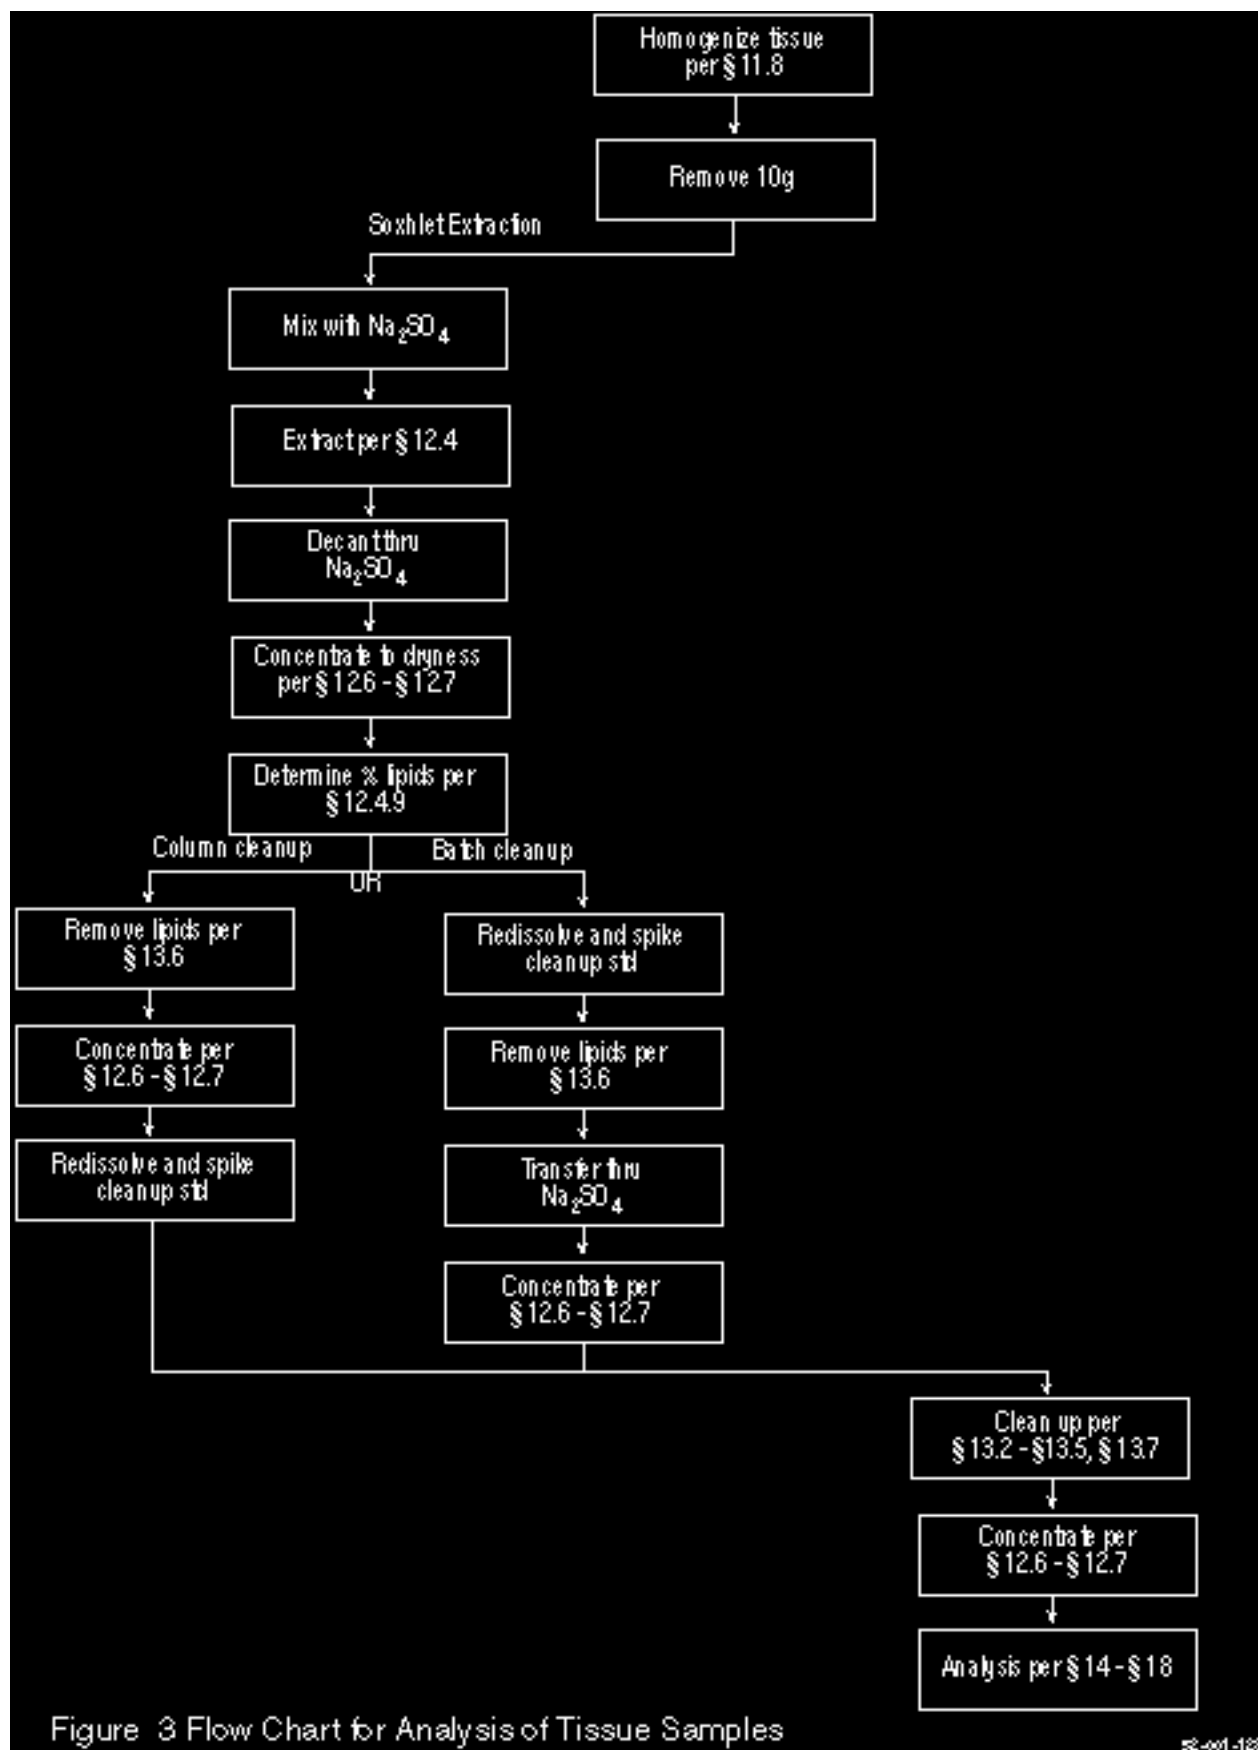 Homogenize tissue
per § 11.8
Remove 10g
Soxhlet Extraction
Mix with Na₂SO₄
Extract per § 12.4
Decant thru
Na₂SO₄
Concentrate to dryness
per § 12.6 - § 12.7
Determine % lipids per
§ 12.4.9
Column cleanup
Batch cleanup
OR
Remove lipids per
§ 13.6
Concentrate per
§ 12.6 - § 12.7
Redissolve and spike
cleanup std
Redissolve and spike
cleanup std
Remove lipids per
§ 13.6
Transfer thru
Na₂SO₄
Concentrate per
§ 12.6 - § 12.7
Clean up per
§ 13.2 - § 13.5, § 13.7
Concentrate per
§ 12.6 - § 12.7
Analysis per § 14 - § 18
Figure 3 Flow Chart for Analysis of Tissue Samples